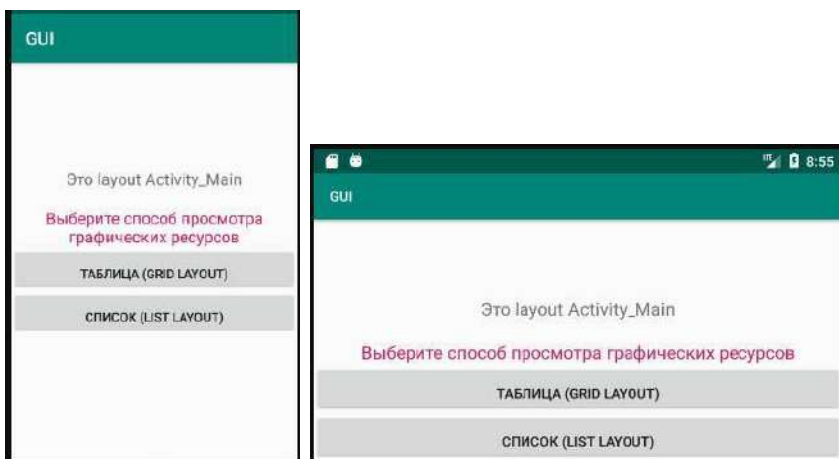 GUI
Это layout Activity_Main
Выберите способ просмотра
графических ресурсов
ТАБЛИЦА (GRID LAYOUT)
СПИСОК (LIST LAYOUT)
LTE 8:55
GUI
Это layout Activity_Main
Выберите способ просмотра графических ресурсов
ТАБЛИЦА (GRID LAYOUT)
СПИСОК (LIST LAYOUT)